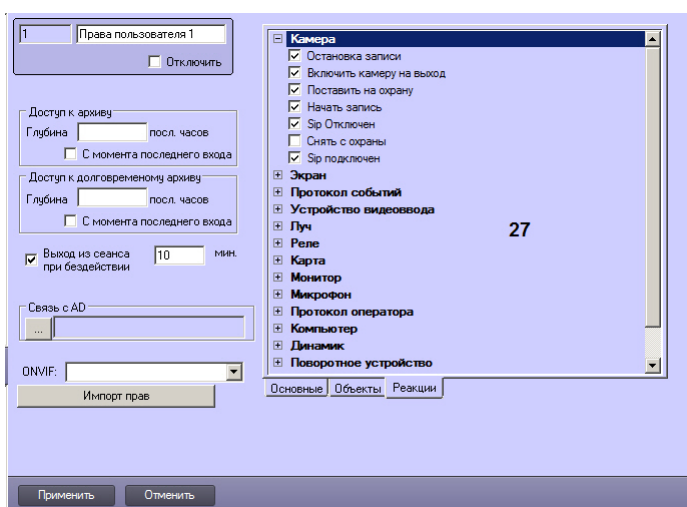 1 Права пользователя 1
Отключить
Доступ к архиву
Глубина посл. часов
С момента последнего входа
Доступ к долговременому архиву
Глубина посл. часов
С момента последнего входа
Выход из сеанса при бездействии 10 мин.
Связь с AD
...
ONVIF:
Импорт прав
Камера
Остановка записи
Включить камеру на выход
Поставить на охрану
Начать запись
Sip Отключен
Снять с охраны
Sip подключен
Экран
Протокол событий
Устройство видеоввода
Луч
27
Реле
Карта
Монитор
Микрофон
Протокол оператора
Компьютер
Динамик
Поворотное устройство
Основные Объекты Реакции
Применить Отменить